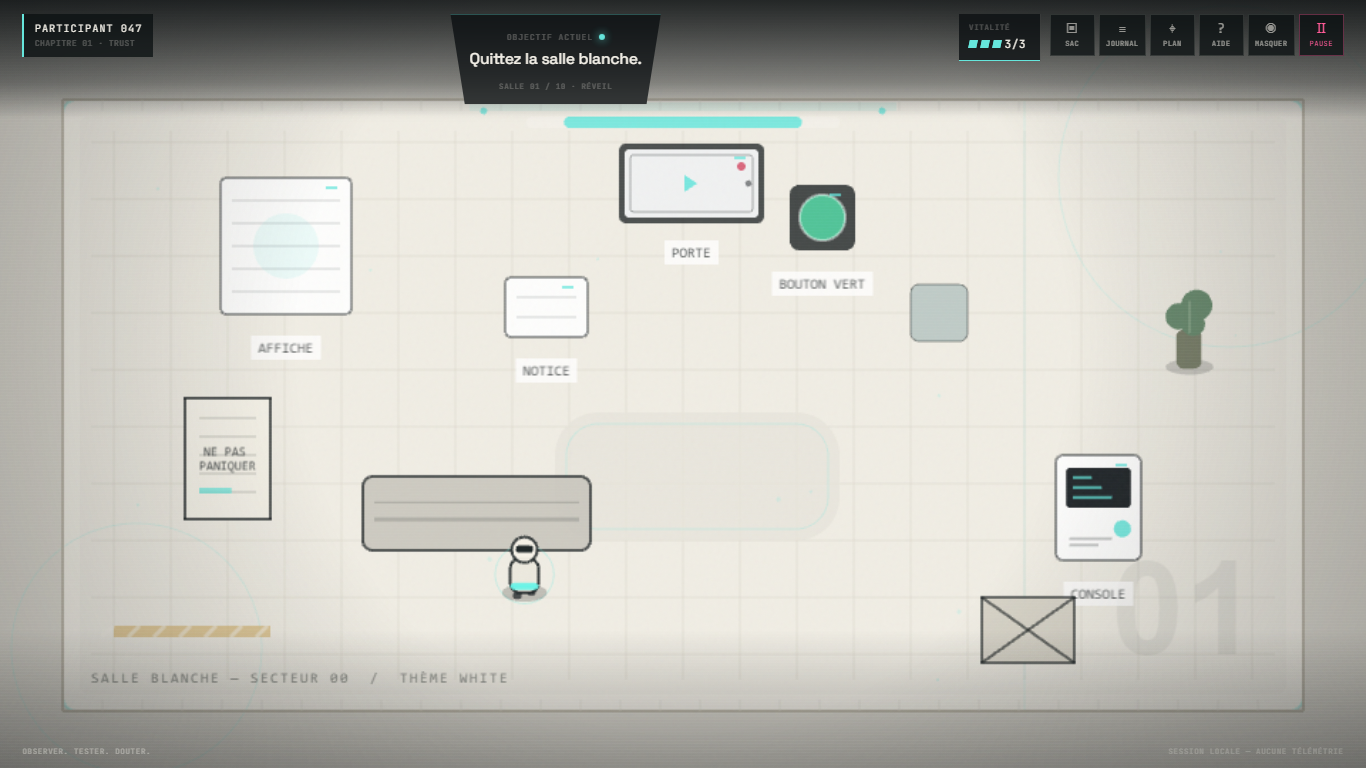 PARTICIPANT 047
CHAPITRE 01 · TRUST
OBJECTIF ACTUEL
Quittez la salle blanche.
SALLE 01 / 10 · RÉVEIL
VITALITÉ
3/3
SAC
JOURNAL
PLAN
? AIDE
MASQUER
PAUSE
PORTE
BOUTON VERT
AFFICHE
NOTICE
NE PAS
PANIQUER
CONSOLE
01
SALLE BLANCHE — SECTEUR 00 / THÈME WHITE
OBSERVER. TESTER. DOUTER.
SESSION LOCALE — AUCUNE TÉLÉMÉTRIE